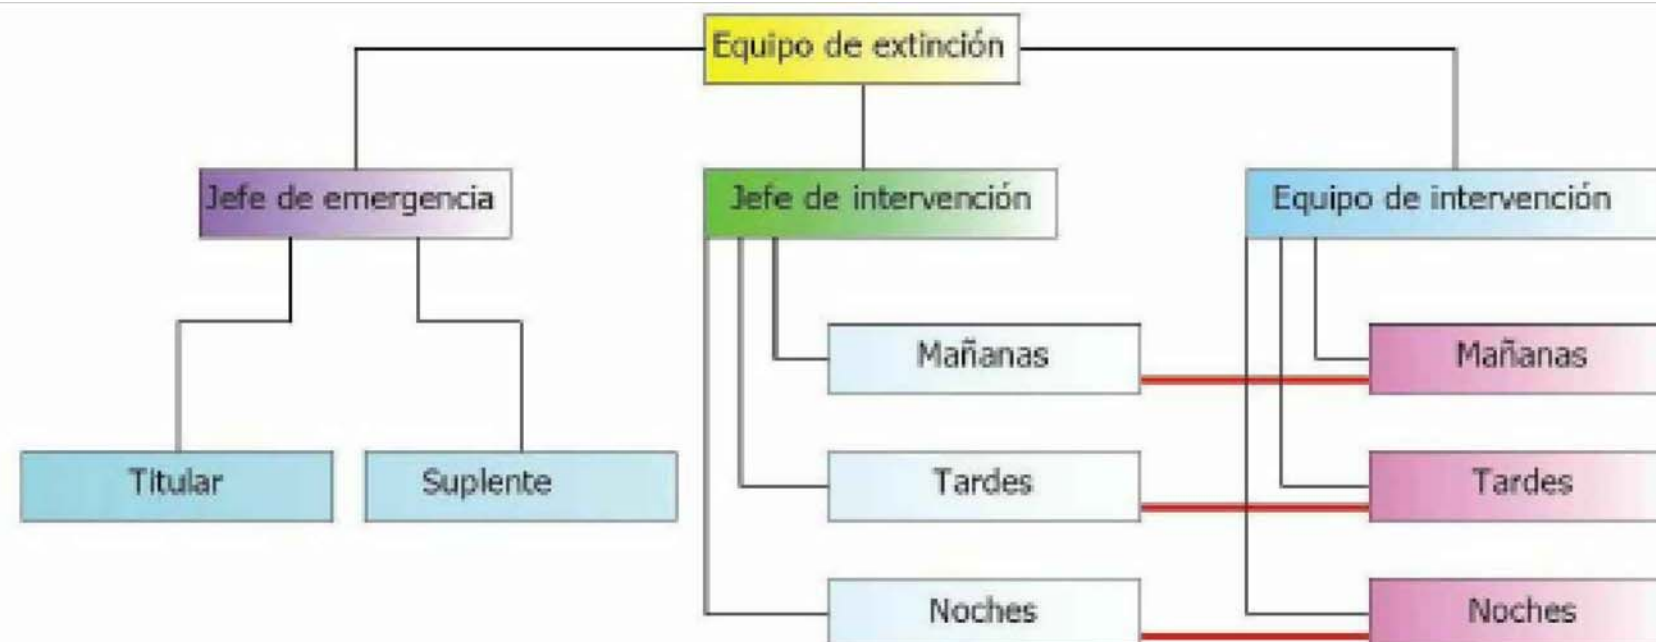 Equipo de extinción
Jefe de emergencia
Jefe de intervención
Equipo de intervención
Mañanas
Mañanas
Titular
Suplente
Tardes
Tardes
Noches
Noches